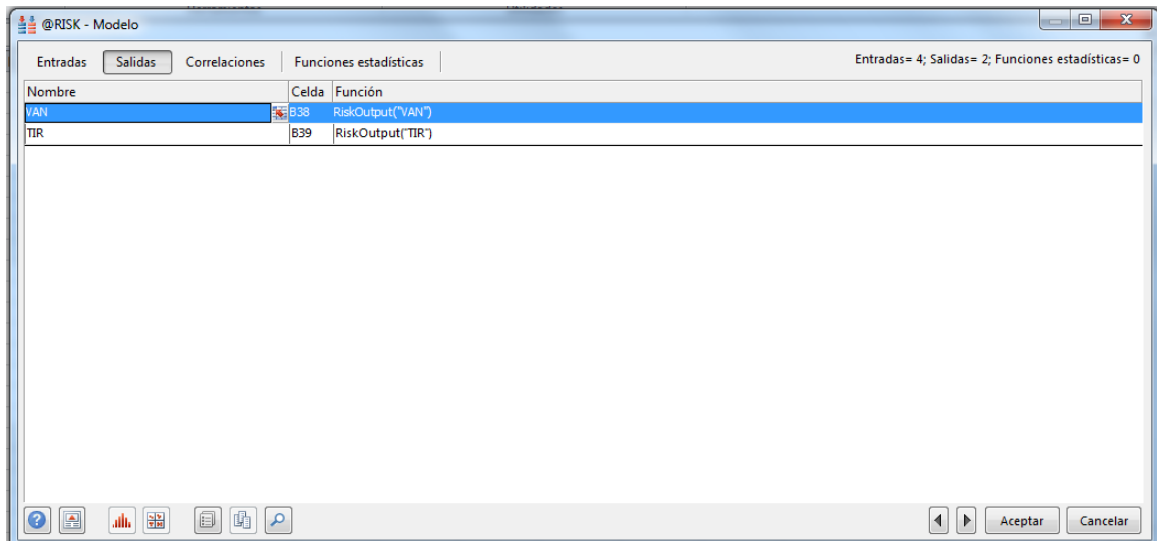 @RISK - Modelo
Entradas Salidas Correlaciones Funciones estadísticas Entradas= 4; Salidas= 2; Funciones estadísticas= 0
Nombre Celda Función
VAN B38 RiskOutput("VAN")
TIR B39 RiskOutput("TIR")
Aceptar Cancelar